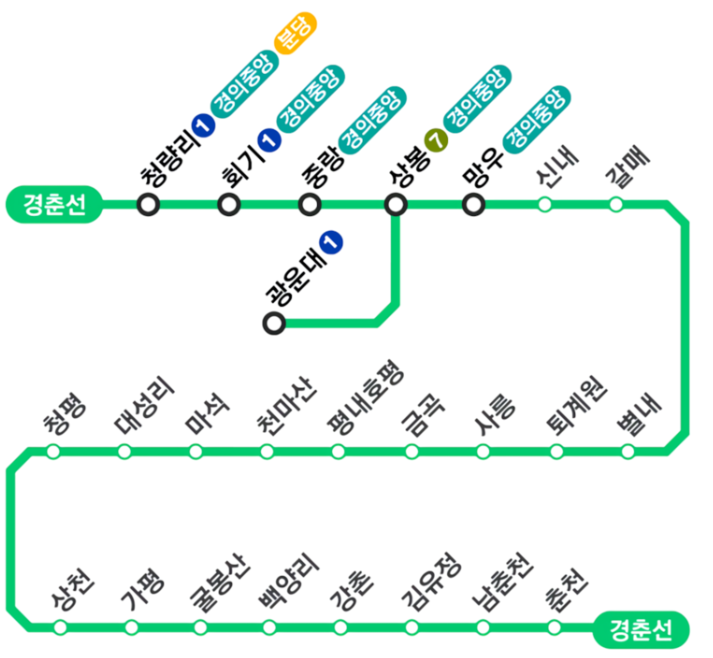 경춘선
청량리 1 경의중앙 분당
회기 1 경의중앙
중랑 경의중앙
상봉 7 경의중앙
망우 경의중앙
신내
갈매
광운대 1
청평
대성리
마석
천마산
평내호평
금곡
사릉
퇴계원
별내
상천
가평
굴봉산
백양리
강촌
김유정
남춘천
춘천
경춘선